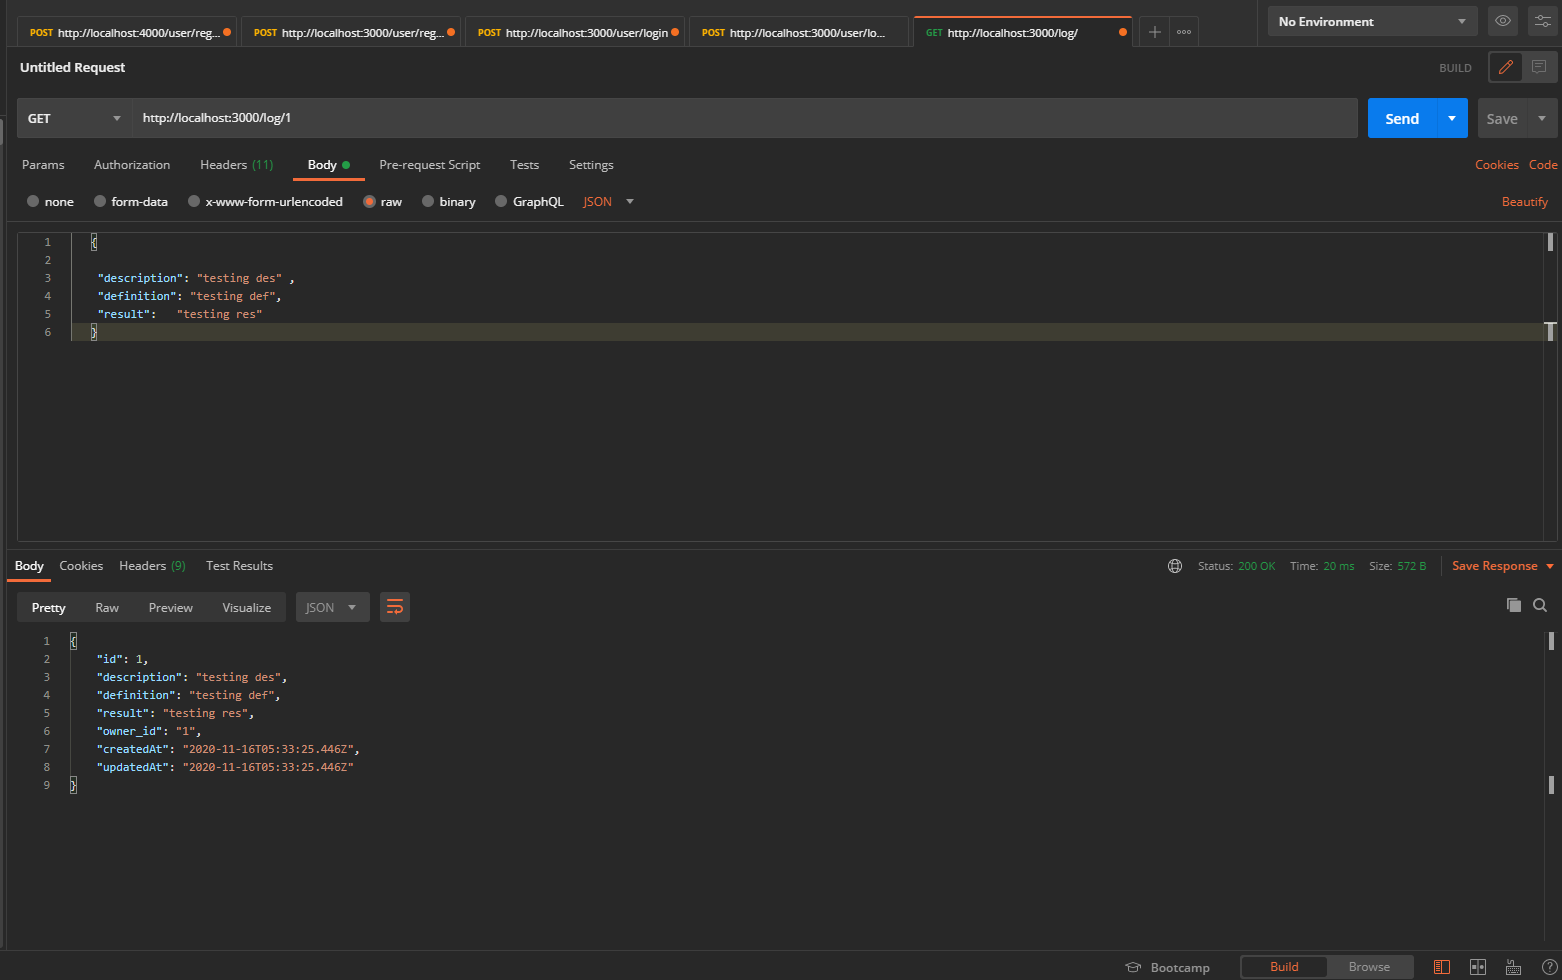 POST http://localhost:4000/user/reg... POST http://localhost:3000/user/reg... POST http://localhost:3000/user/login POST http://localhost:3000/user/lo... GET http://localhost:3000/log/ No Environment
Untitled Request BUILD
GET http://localhost:3000/log/1 Send Save
Params Authorization Headers (11) Body Pre-request Script Tests Settings Cookies Code
none form-data x-www-form-urlencoded raw binary GraphQL JSON Beautify
1 {
2
3 "description": "testing des" ,
4 "definition": "testing def",
5 "result": "testing res"
6 }
Body Cookies Headers (9) Test Results Status: 200 OK Time: 20 ms Size: 572 B Save Response
Pretty Raw Preview Visualize JSON
1 {
2 "id": 1,
3 "description": "testing des",
4 "definition": "testing def",
5 "result": "testing res",
6 "owner_id": "1",
7 "createdAt": "2020-11-16T05:33:25.446Z",
8 "updatedAt": "2020-11-16T05:33:25.446Z"
9 }
Bootcamp Build Browse